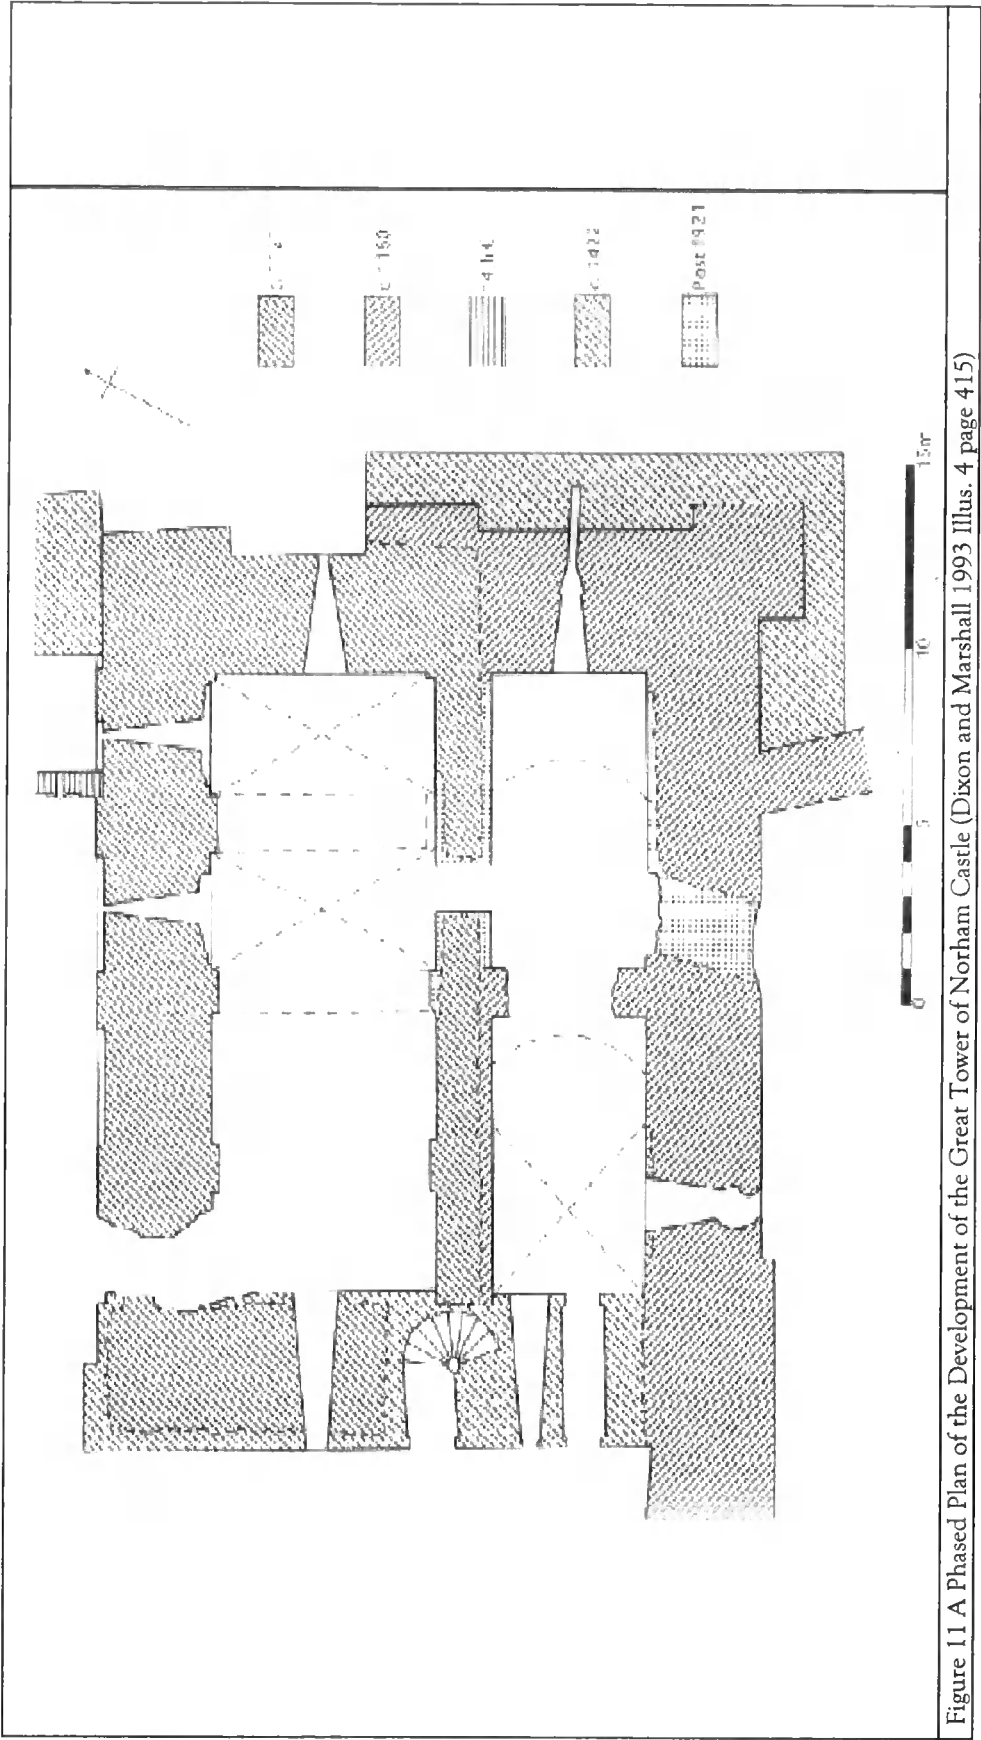 Post 1921
0
5
10
15m
Figure 11 A Phased Plan of the Development of the Great Tower of Norham Castle (Dixon and Marshall 1993 Illus. 4 page 415)